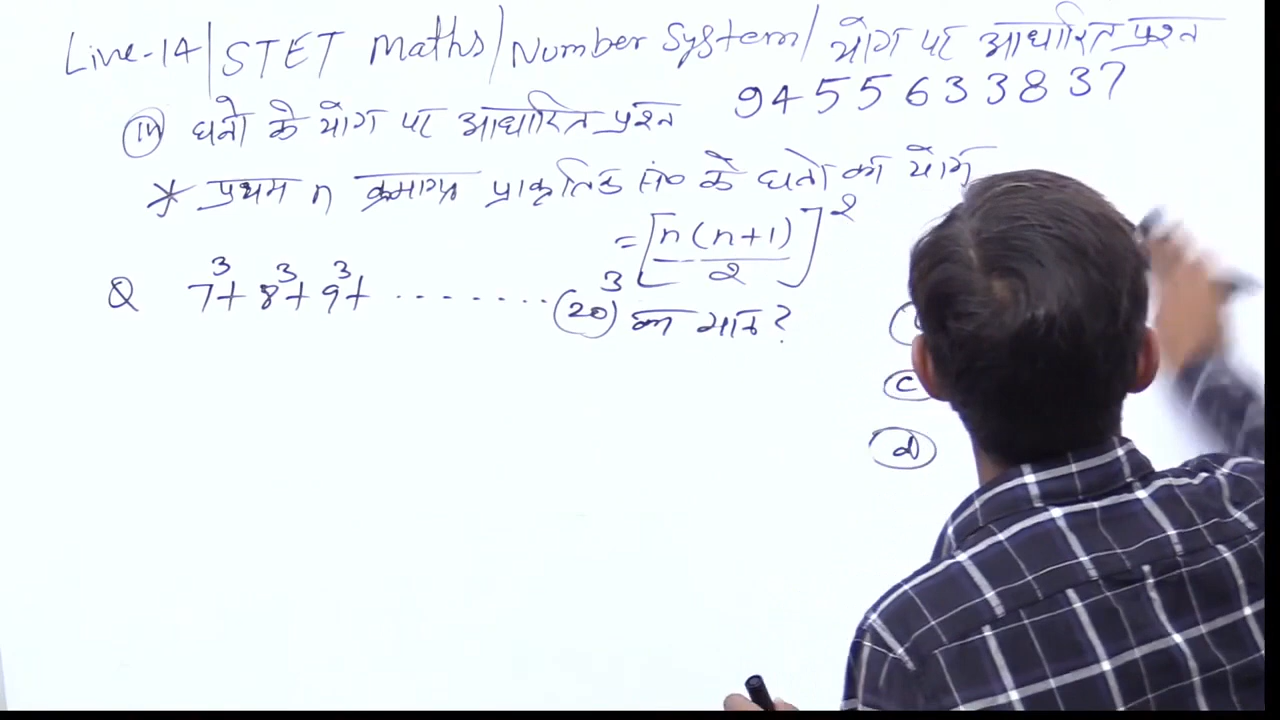 Live-14/STET Maths/Number System/योग पर आधारित प्रश्न
9455633837
(iv) घनो के योग पर आधारित प्रश्न
* प्रथम n क्रमागत प्राकृतिक सं० के घनो का योग
= [n(n+1)/2]²
Q 7³+8³+9³+ ········ (20)³ का मान?
(c)
(d)